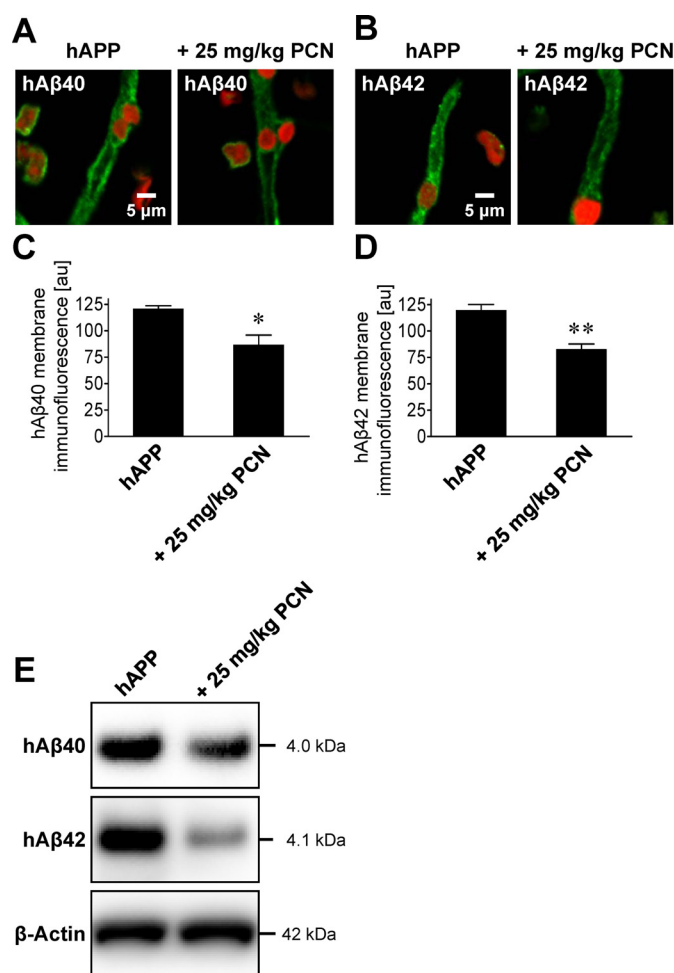 A
B
hAPP
+ 25 mg/kg PCN
hAPP
+ 25 mg/kg PCN
hAβ40
hAβ40
hAβ42
hAβ42
5 µm
5 µm
C
D
hAβ40 membrane
immunofluorescence [au]
125
100
75
50
25
0
*
hAPP
+ 25 mg/kg PCN
hAβ42 membrane
immunofluorescence [au]
125
100
75
50
25
0
**
hAPP
+ 25 mg/kg PCN
E
hAPP
+ 25 mg/kg PCN
hAβ40
4.0 kDa
hAβ42
4.1 kDa
β-Actin
42 kDa